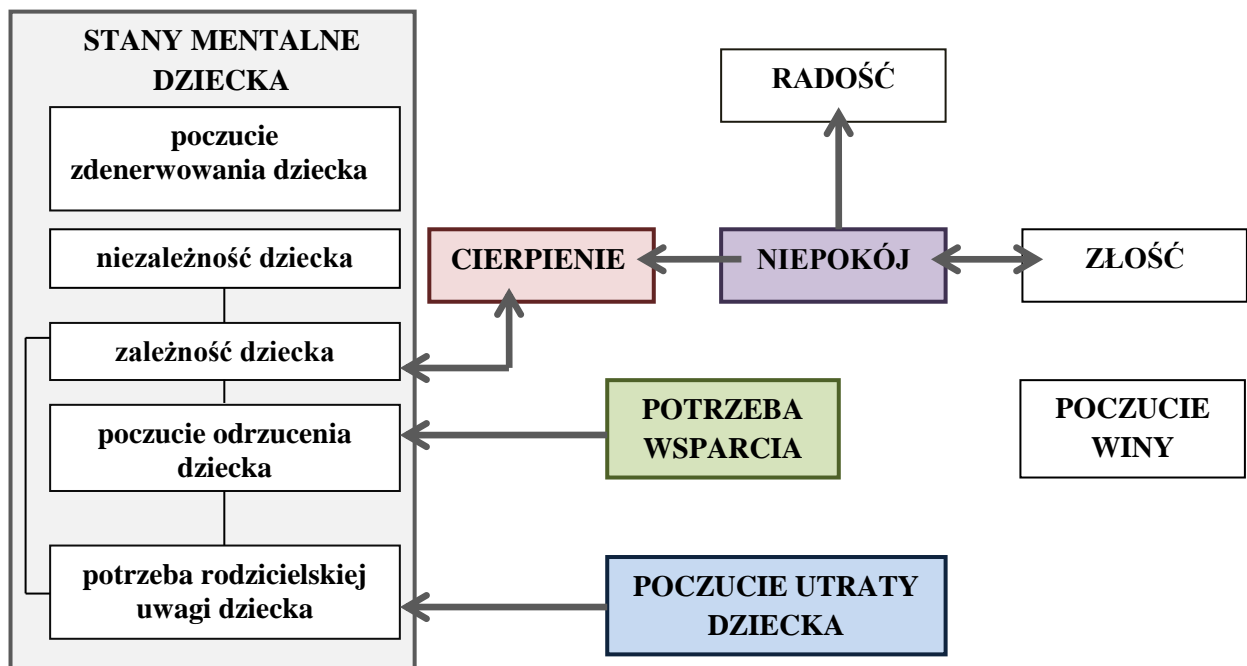 STANY MENTALNE
DZIECKA
poczucie
zdenerwowania dziecka
niezależność dziecka
zależność dziecka
poczucie odrzucenia
dziecka
potrzeba rodzicielskiej
uwagi dziecka
RADOŚĆ
CIERPIENIE
NIEPOKÓJ
ZŁOŚĆ
POTRZEBA
WSPARCIA
POCZUCIE
WINY
POCZUCIE UTRATY
DZIECKA